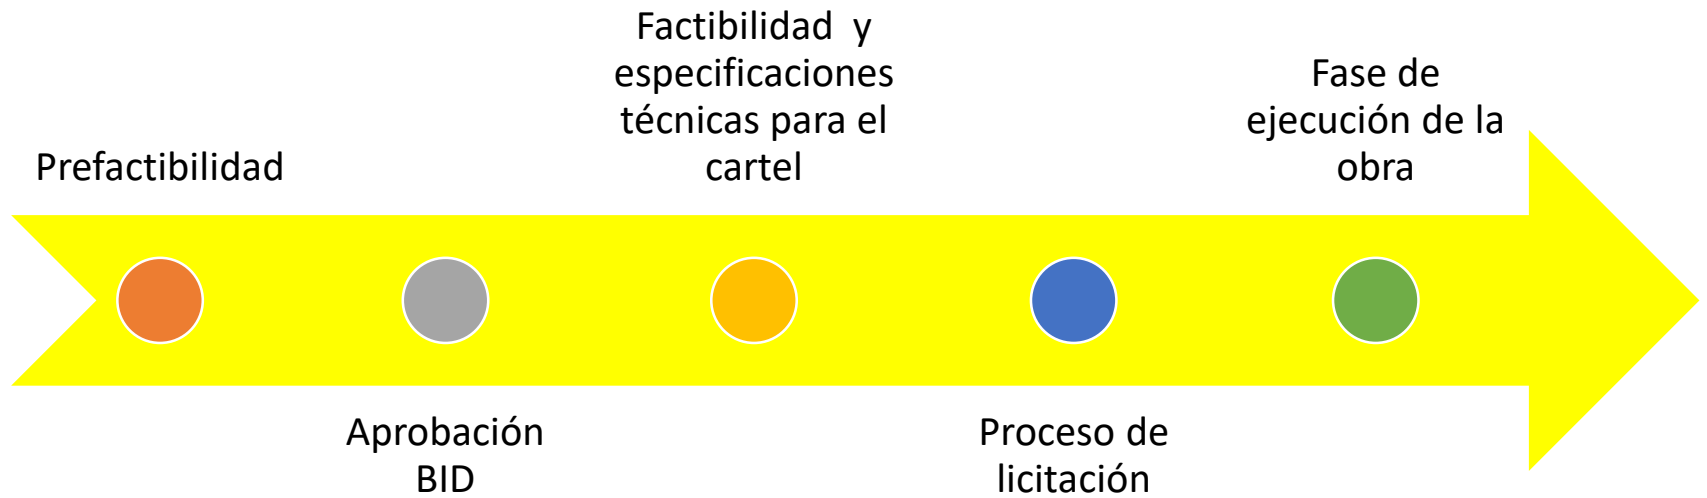 Prefactibilidad
Aprobación
BID
Factibilidad y
especificaciones
técnicas para el
cartel
Proceso de
licitación
Fase de
ejecución de la
obra